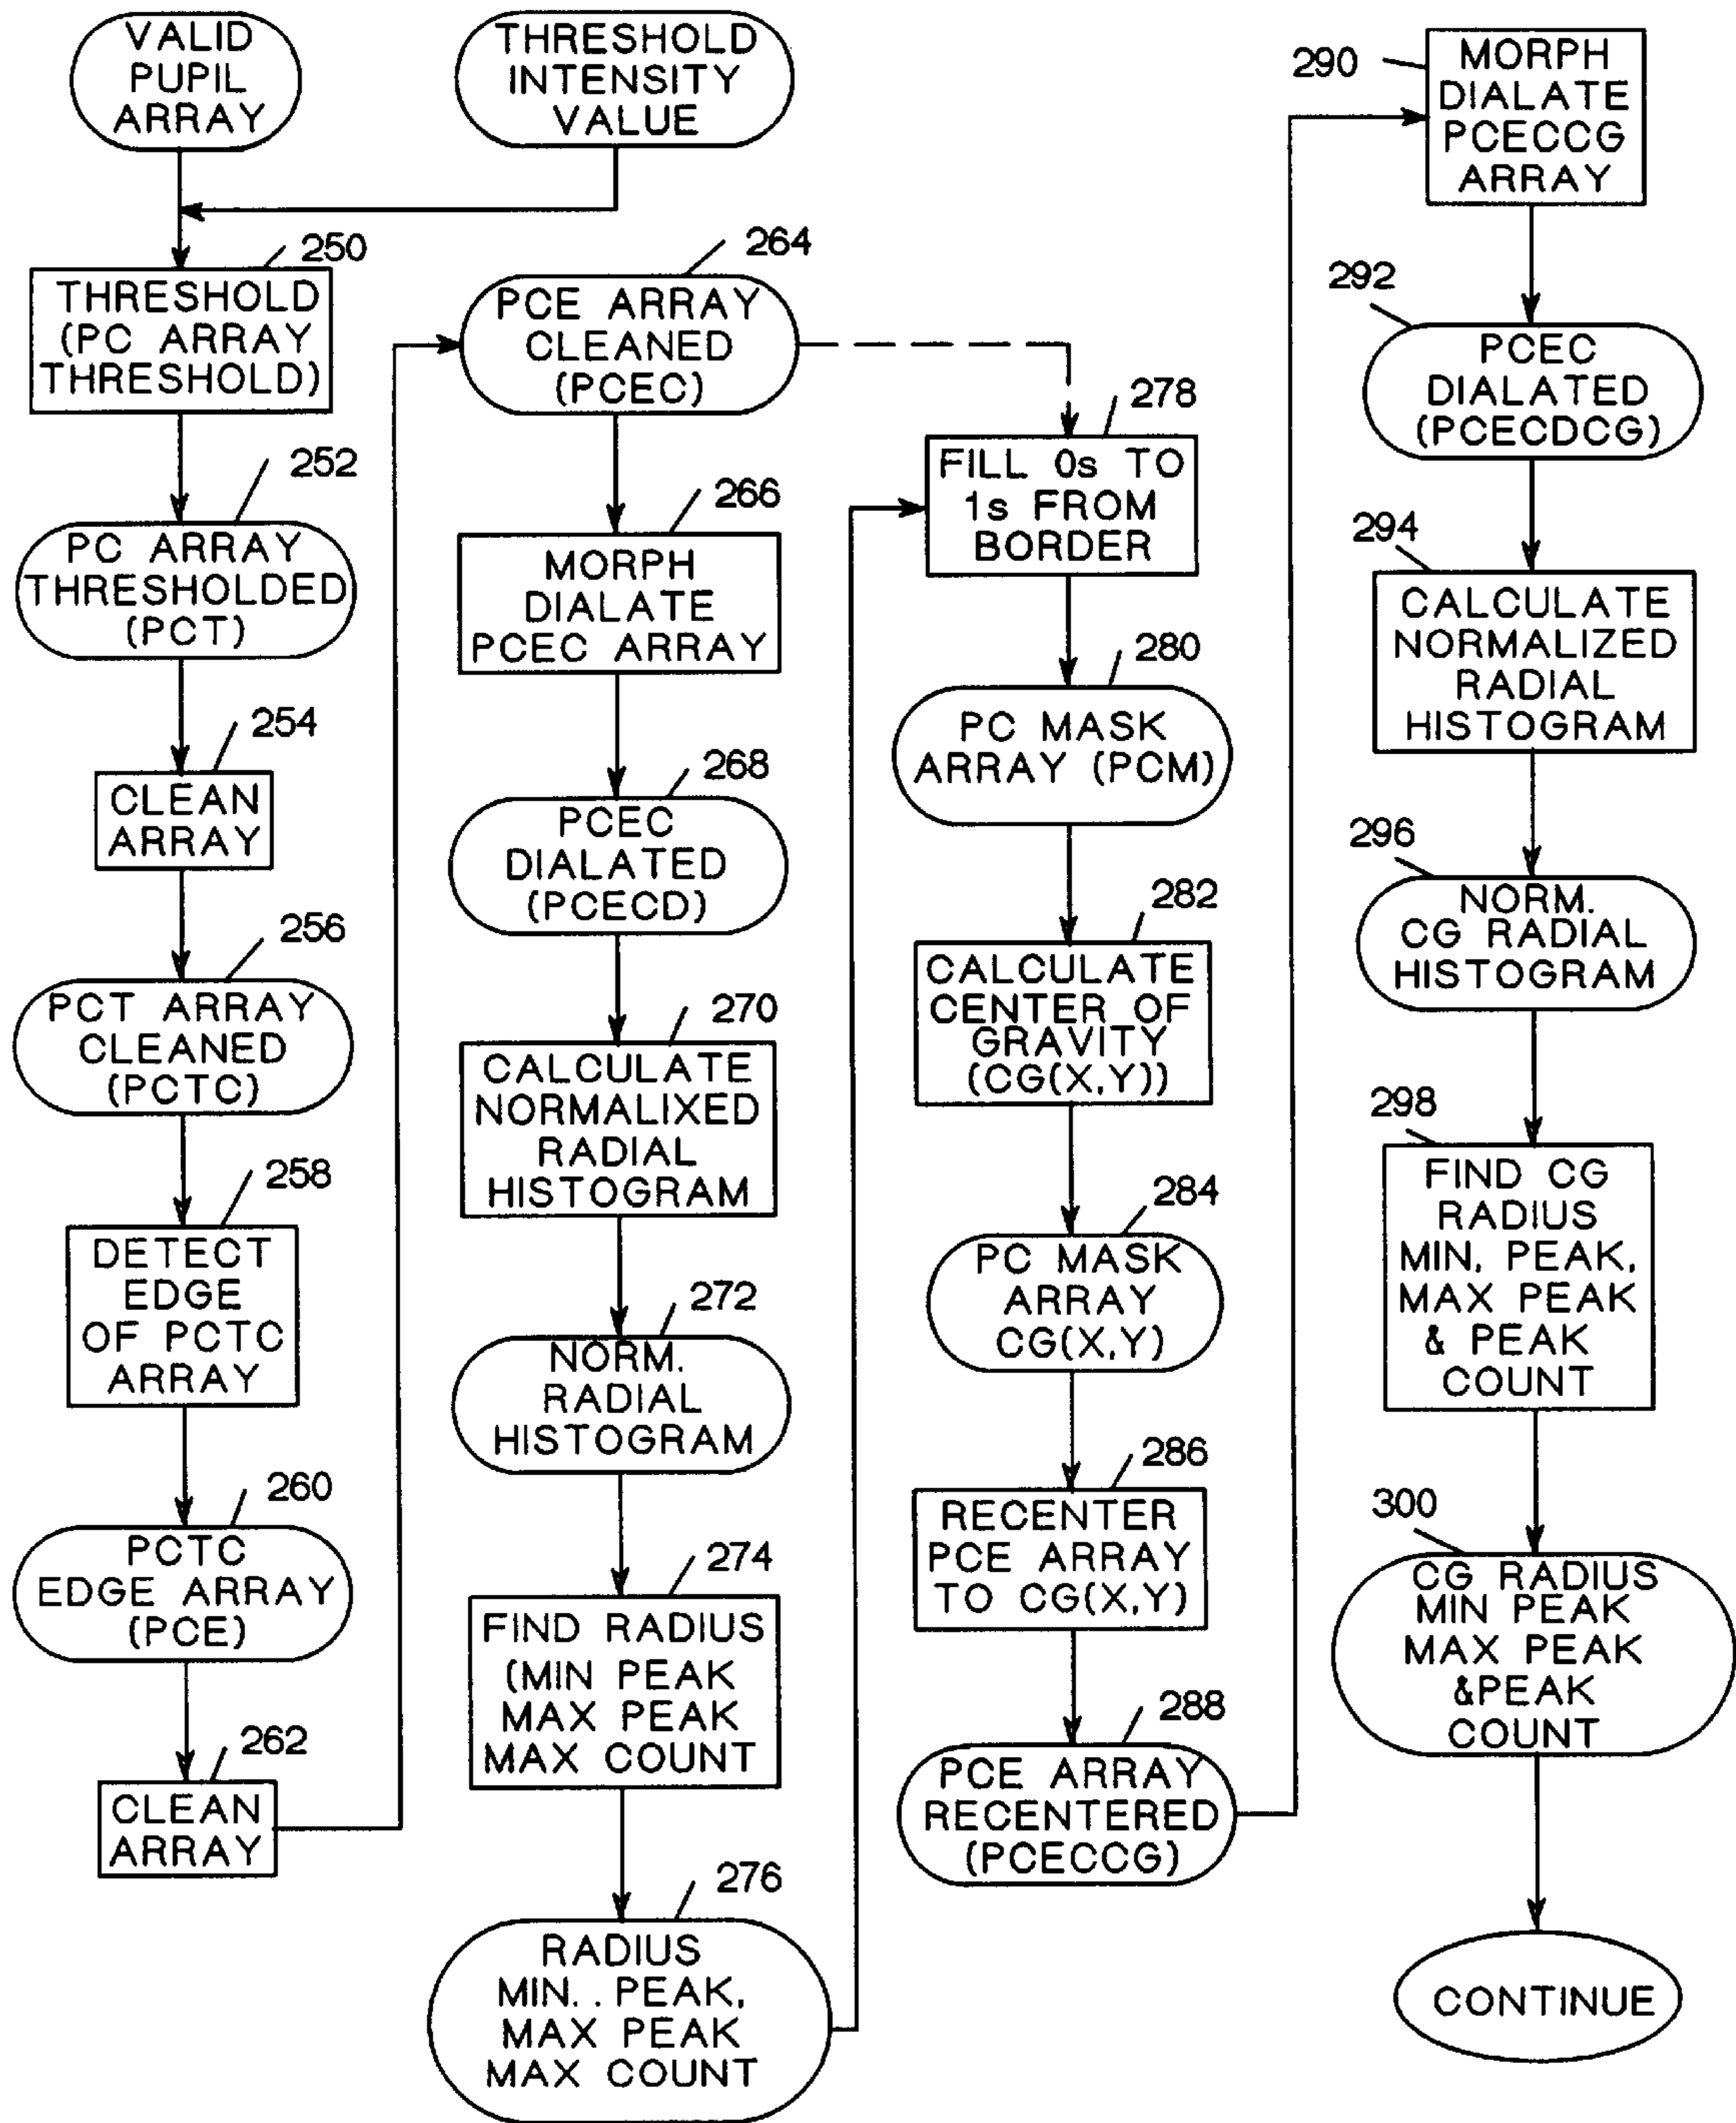 VALID
PUPIL
ARRAY
THRESHOLD
INTENSITY
VALUE
250
THRESHOLD
(PC ARRAY
THRESHOLD)
252
PC ARRAY
THRESHOLDED
(PCT)
254
CLEAN
ARRAY
256
PCT ARRAY
CLEANED
(PCTC)
258
DETECT
EDGE
OF PCTC
ARRAY
260
PCTC
EDGE ARRAY
(PCE)
262
CLEAN
ARRAY
264
PCE ARRAY
CLEANED
(PCEC)
266
MORPH
DIALATE
PCEC ARRAY
268
PCEC
DIALATED
(PCECD)
270
CALCULATE
NORMALIXED
RADIAL
HISTOGRAM
272
NORM.
RADIAL
HISTOGRAM
274
FIND RADIUS
(MIN PEAK
MAX PEAK
MAX COUNT
276
RADIUS
MIN.. PEAK,
MAX PEAK
MAX COUNT
278
FILL 0s TO
1s FROM
BORDER
280
PC MASK
ARRAY (PCM)
282
CALCULATE
CENTER OF
GRAVITY
(CG(X,Y))
284
PC MASK
ARRAY
CG(X,Y)
286
RECENTER
PCE ARRAY
TO CG(X,Y)
288
PCE ARRAY
RECENTERED
(PCECCG)
290
MORPH
DIALATE
PCECCG
ARRAY
292
PCEC
DIALATED
(PCECDCG)
294
CALCULATE
NORMALIZED
RADIAL
HISTOGRAM
296
NORM.
CG RADIAL
HISTOGRAM
298
FIND CG
RADIUS
MIN, PEAK,
MAX PEAK
& PEAK
COUNT
300
CG RADIUS
MIN PEAK
MAX PEAK
&PEAK
COUNT
CONTINUE